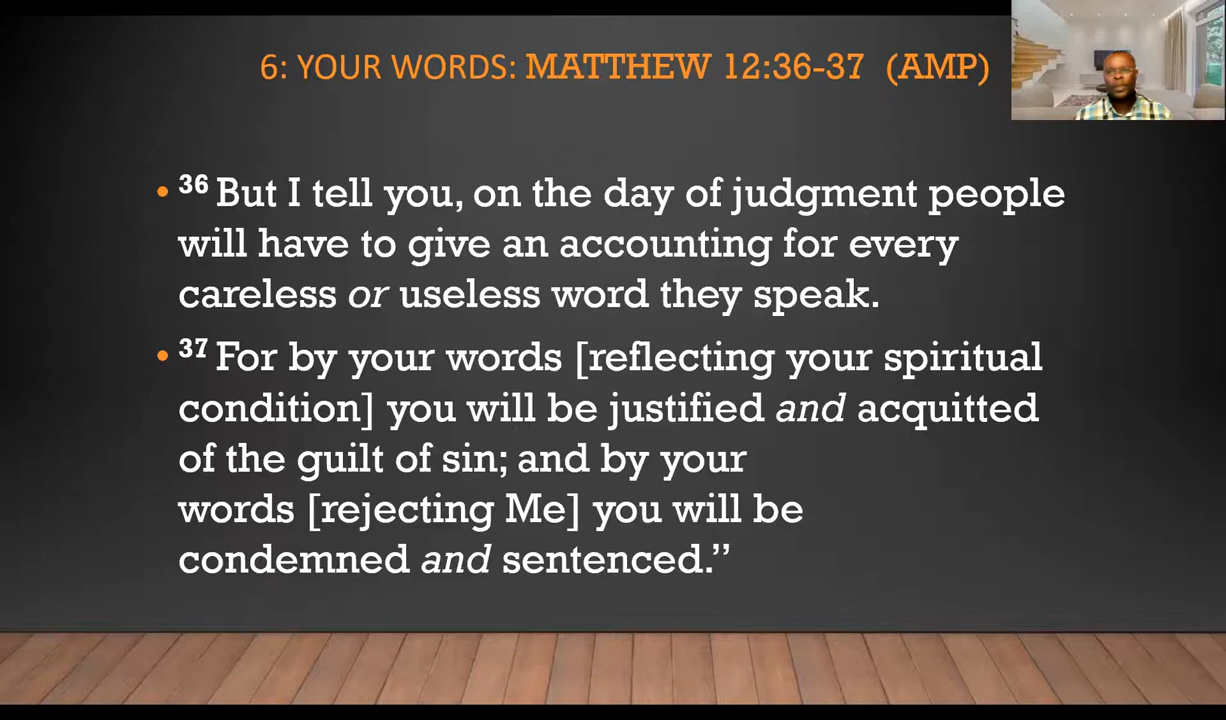 6: YOUR WORDS: MATTHEW 12:36-37 (AMP)
• 36 But I tell you, on the day of judgment people
will have to give an accounting for every
careless or useless word they speak.
• 37 For by your words [reflecting your spiritual
condition] you will be justified and acquitted
of the guilt of sin; and by your
words [rejecting Me] you will be
condemned and sentenced.”